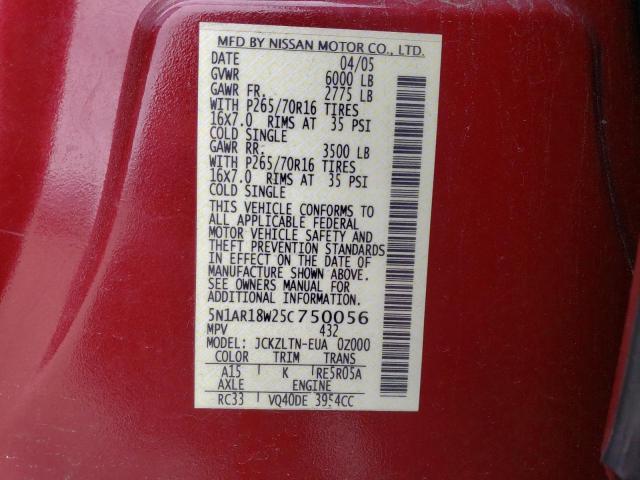 MFD BY NISSAN MOTOR CO., LTD.
DATE 04/05
GVWR 6000 LB
GAWR FR. 2775 LB
WITH P265/70R16 TIRES
16X7.0 RIMS AT 35 PSI
COLD SINGLE
GAWR RR. 3500 LB
WITH P265/70R16 TIRES
16X7.0 RIMS AT 35 PSI
COLD SINGLE
THIS VEHICLE CONFORMS TO
ALL APPLICABLE FEDERAL
MOTOR VEHICLE SAFETY AND
THEFT PREVENTION STANDARDS
IN EFFECT ON THE DATE OF
MANUFACTURE SHOWN ABOVE.
SEE OWNERS MANUAL FOR
ADDITIONAL INFORMATION.
5N1AR18W25C750056
MPV 432
MODEL: JCKZLTN-EUA 0Z000
COLOR TRIM TRANS
A15 K RE5R05A
AXLE ENGINE
RC33 VQ40DE 3954CC